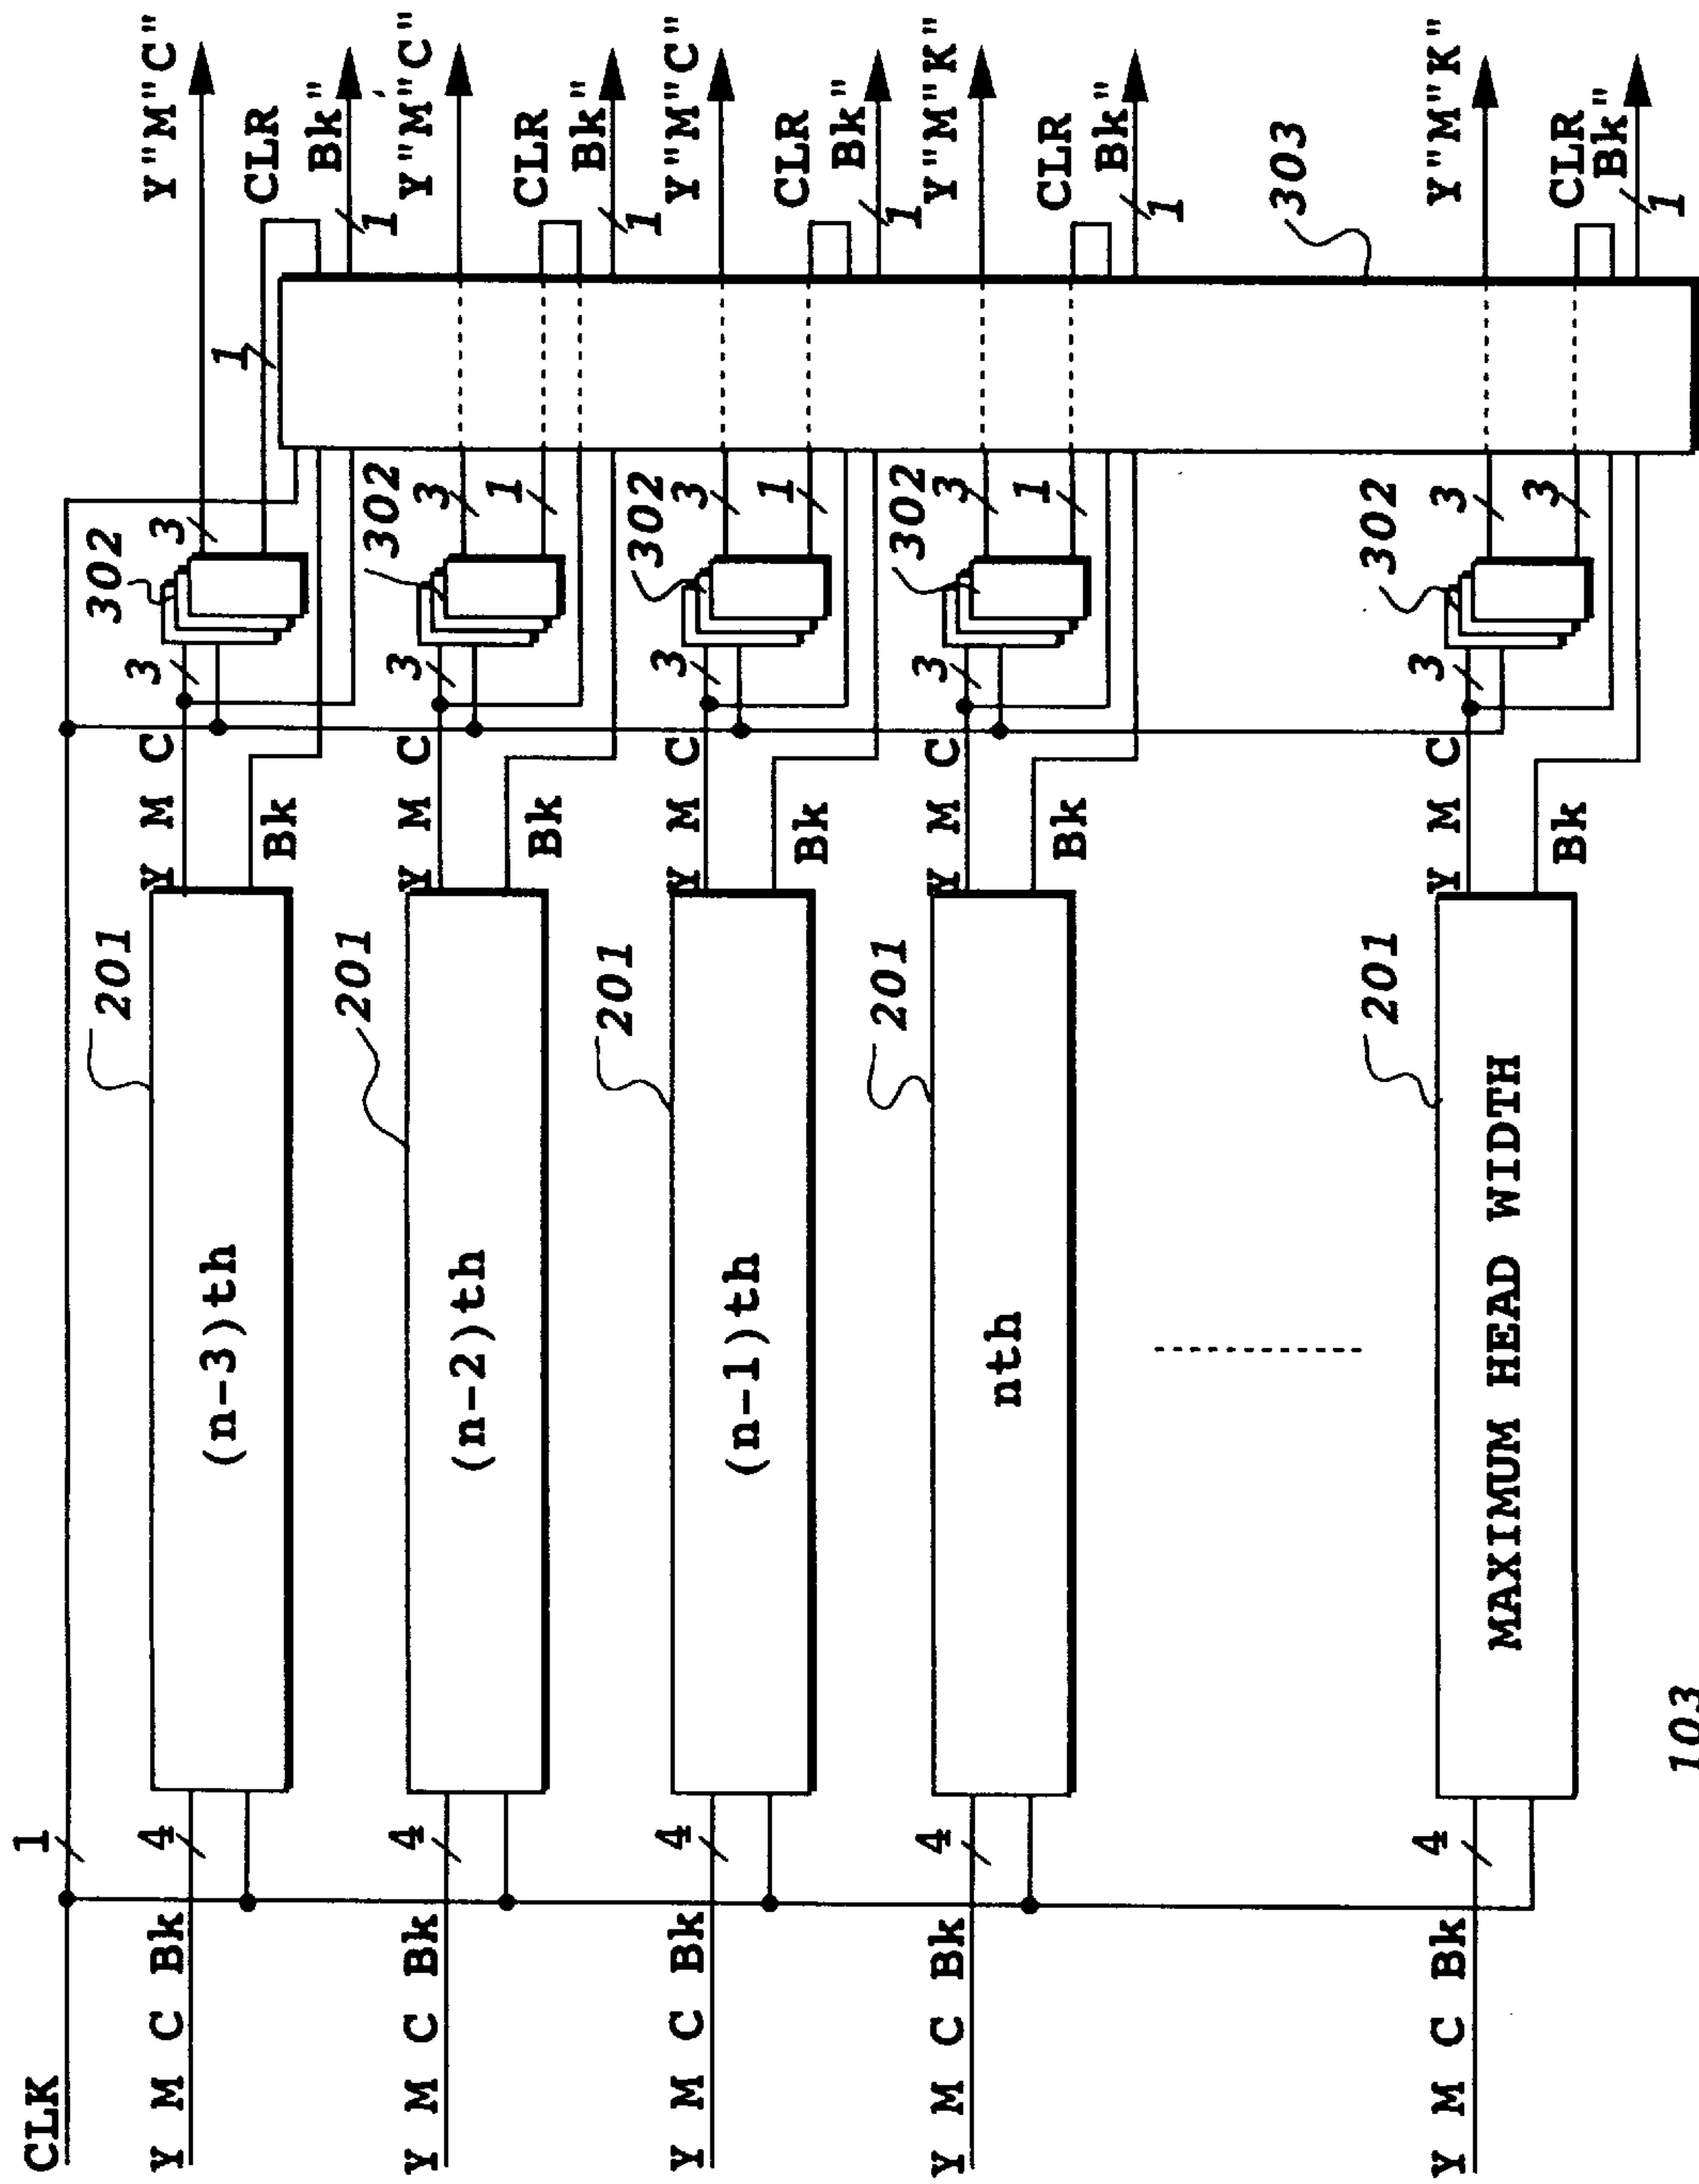 CLK
1
Y M C Bk
4
201
(n-3)th
Y M C
Bk
3
302
3
1
Y"M"C"
CLR
Bk"
1
Y M C Bk
4
201
(n-2)th
Y M C
Bk
3
302
3
1
Y"M"C"
CLR
Bk"
1
Y M C Bk
4
201
(n-1)th
Y M C
Bk
3
302
3
1
Y"M"C"
CLR
Bk"
1
Y M C Bk
4
201
nth
Y M C
Bk
3
302
3
1
Y"M"K"
CLR
Bk"
1
303
Y M C Bk
4
201
MAXIMUM HEAD WIDTH
Y M C
Bk
3
302
3
3
Y"M"K"
CLR
Bk"
1
103